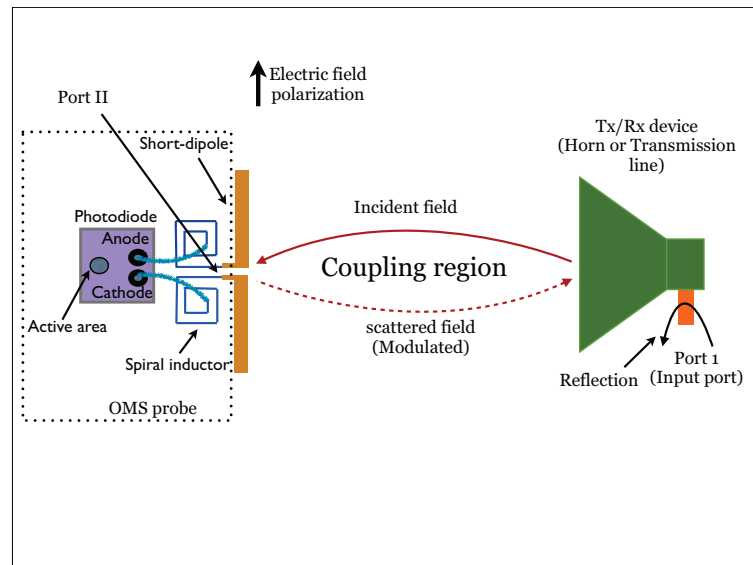 Electric field
polarization
Port II
Tx/Rx device
(Horn or Transmission
line)
Short-dipole
Photodiode
Anode
Cathode
Active area
Incident field
Coupling region
scattered field
(Modulated)
Spiral inductor
Reflection
Port 1
(Input port)
OMS probe